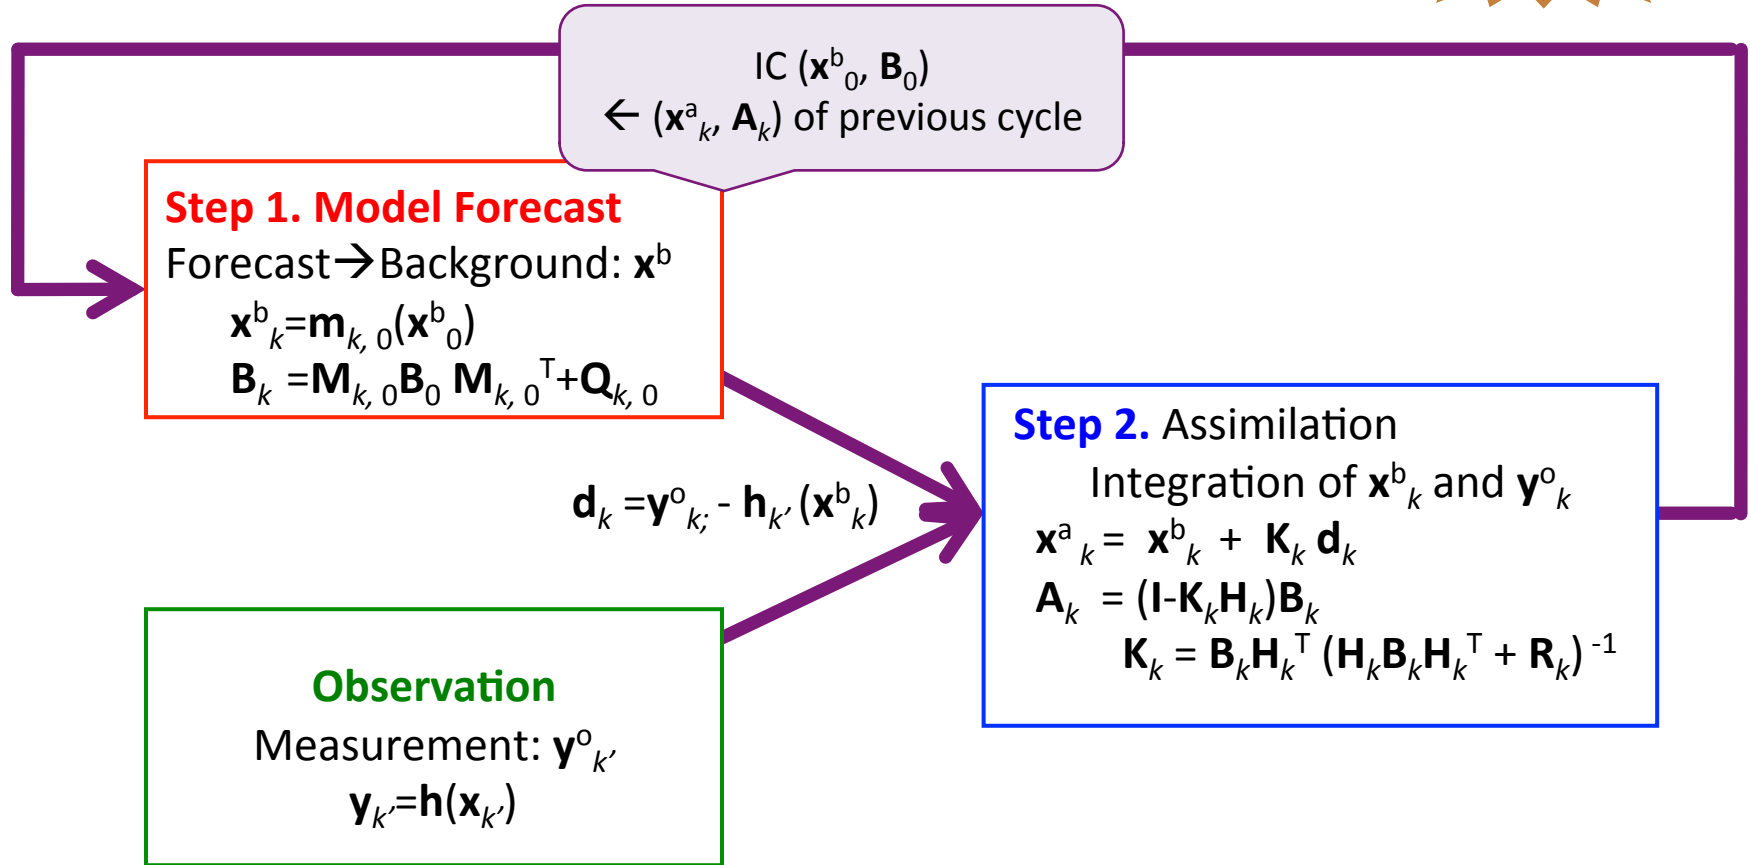 IC (xᵇ₀, B₀)
← (xᵃₖ, Aₖ) of previous cycle
Step 1. Model Forecast
Forecast→Background: xᵇ
xᵇₖ=mₖ, ₀(xᵇ₀)
Bₖ =Mₖ, ₀B₀ Mₖ, ₀ᵀ+Qₖ, ₀
dₖ =yᵒₖ; - hₖ′ (xᵇₖ)
Step 2. Assimilation
Integration of xᵇₖ and yᵒₖ
xᵃₖ = xᵇₖ + Kₖ dₖ
Aₖ = (I-KₖHₖ)Bₖ
Kₖ = BₖHₖᵀ (HₖBₖHₖᵀ + Rₖ) ⁻¹
Observation
Measurement: yᵒₖ′
yₖ′=h(xₖ′)